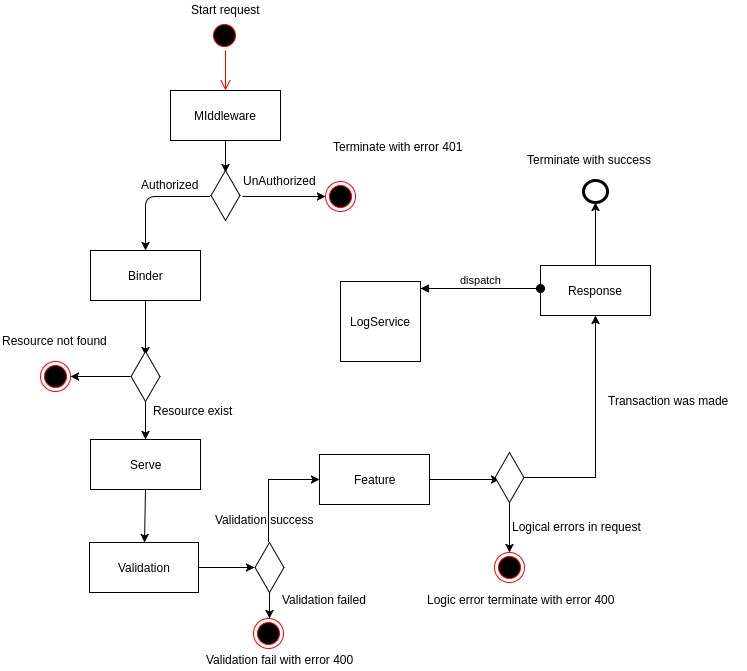 Start request
MIddleware
Terminate with error 401
Authorized
UnAuthorized
Terminate with success
Binder
dispatch
Response
LogService
Resource not found
Resource exist
Transaction was made
Serve
Feature
Validation success
Logical errors in request
Validation
Validation failed
Logic error terminate with error 400
Validation fail with error 400